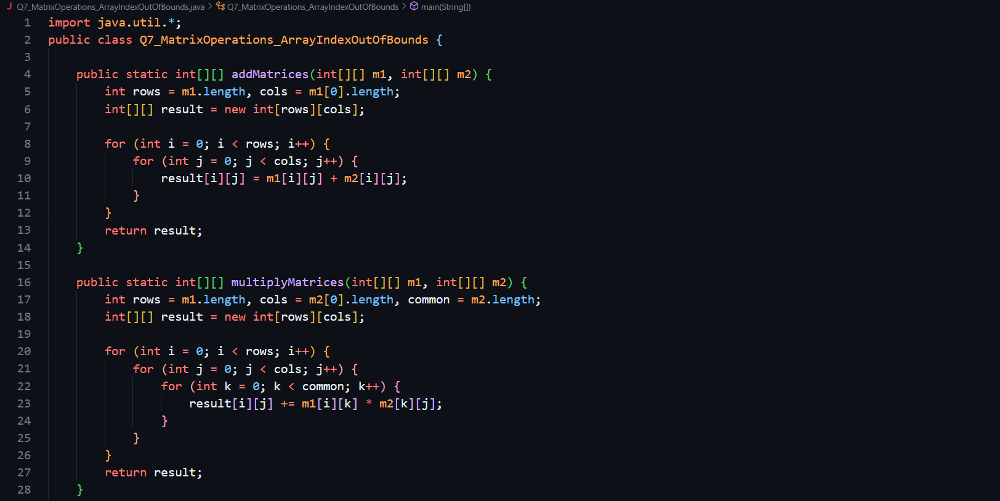 J Q7_MatrixOperations_ArrayIndexOutOfBounds.java > Q7_MatrixOperations_ArrayIndexOutOfBounds > main(String[])
1 import java.util.*;
2 public class Q7_MatrixOperations_ArrayIndexOutOfBounds {
3
4     public static int[][] addMatrices(int[][] m1, int[][] m2) {
5         int rows = m1.length, cols = m1[0].length;
6         int[][] result = new int[rows][cols];
7
8         for (int i = 0; i < rows; i++) {
9             for (int j = 0; j < cols; j++) {
10                 result[i][j] = m1[i][j] + m2[i][j];
11             }
12         }
13         return result;
14     }
15
16     public static int[][] multiplyMatrices(int[][] m1, int[][] m2) {
17         int rows = m1.length, cols = m2[0].length, common = m2.length;
18         int[][] result = new int[rows][cols];
19
20         for (int i = 0; i < rows; i++) {
21             for (int j = 0; j < cols; j++) {
22                 for (int k = 0; k < common; k++) {
23                     result[i][j] += m1[i][k] * m2[k][j];
24                 }
25             }
26         }
27         return result;
28     }